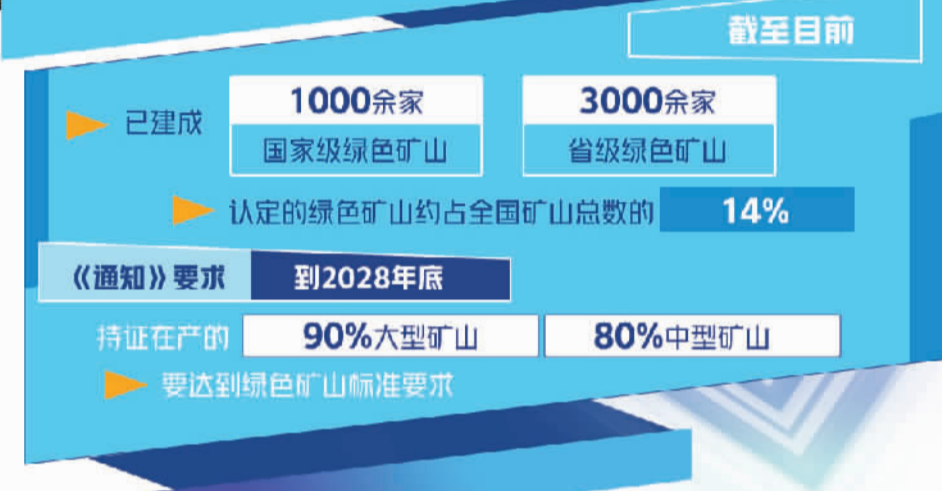 截至目前
已建成
1000余家
国家级绿色矿山
3000余家
省级绿色矿山
认定的绿色矿山约占全国矿山总数的 14%
《通知》要求 到2028年底
持证在产的 90%大型矿山 80%中型矿山
要达到绿色矿山标准要求